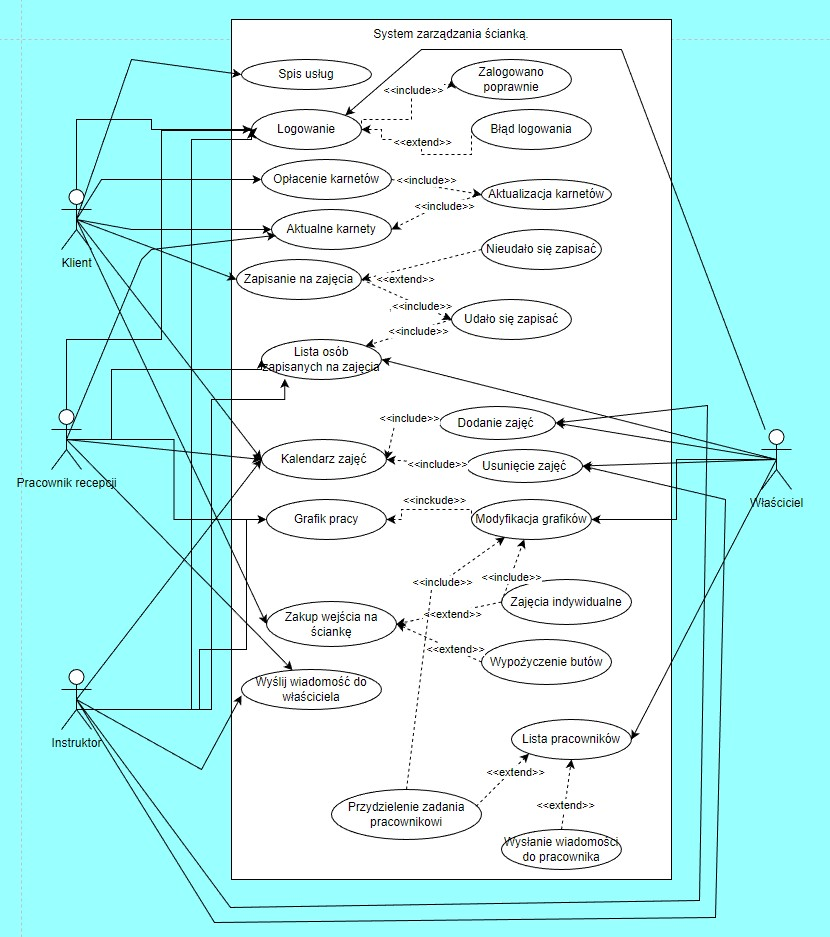 System zarządzania ścianką.
Spis usług
Zalogowano
poprawnie
<<include>>
Logowanie
Błąd logowania
<<extend>>
Opłacenie karnetów
<<include>>
Aktualizacja karnetów
<<include>>
Aktualne karnety
Klient
Nieudało się zapisać
Zapisanie na zajęcia
<<extend>>
<<include>>
Udało się zapisać
<<include>>
Lista osób
zapisanych na zajęcia
<<include>>
Dodanie zajęć
Kalendarz zajęć
<<include>>
Usunięcie zajęć
Pracownik recepcji
Właściciel
<<inckude>>
Grafik pracy
Modyfikacja grafików
<<include>>
<<include>>
Zajęcia indywidualne
Zakup wejścia na
ściankę
<<extend>>
<<extend>>
Wypożyczenie butów
Wyślij wiadomość do
właściciela
Instruktor
Lista pracowników
<<extend>>
Przydzielenie zadania
pracownikowi
<<extend>>
Wysłanie wiadomości
do pracownika